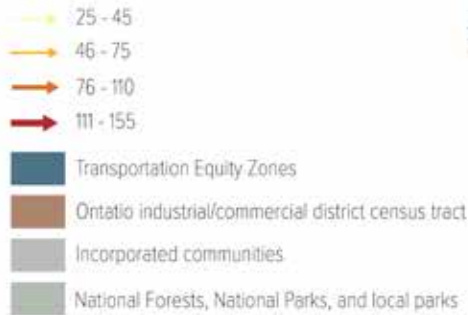 25 - 45
46 - 75
76 - 110
111 - 155
Transportation Equity Zones
Ontatio industrial/commercial district census tract
Incorporated communities
National Forests, National Parks, and local parks